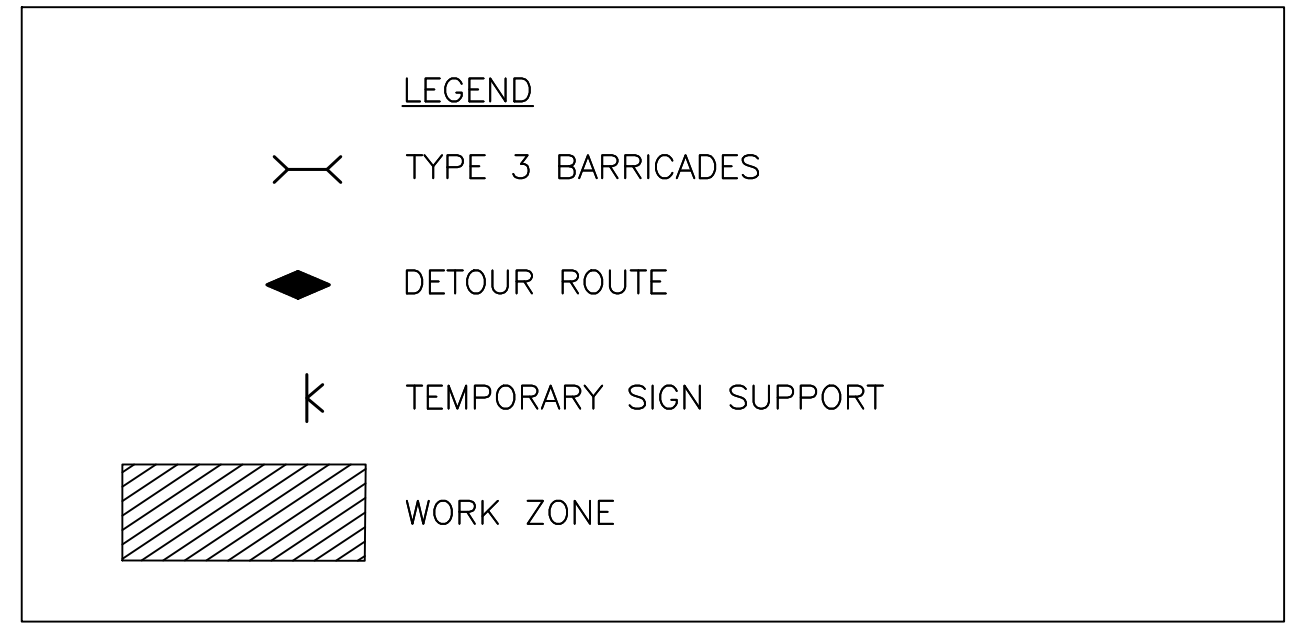 LEGEND
TYPE 3 BARRICADES
DETOUR ROUTE
TEMPORARY SIGN SUPPORT
WORK ZONE